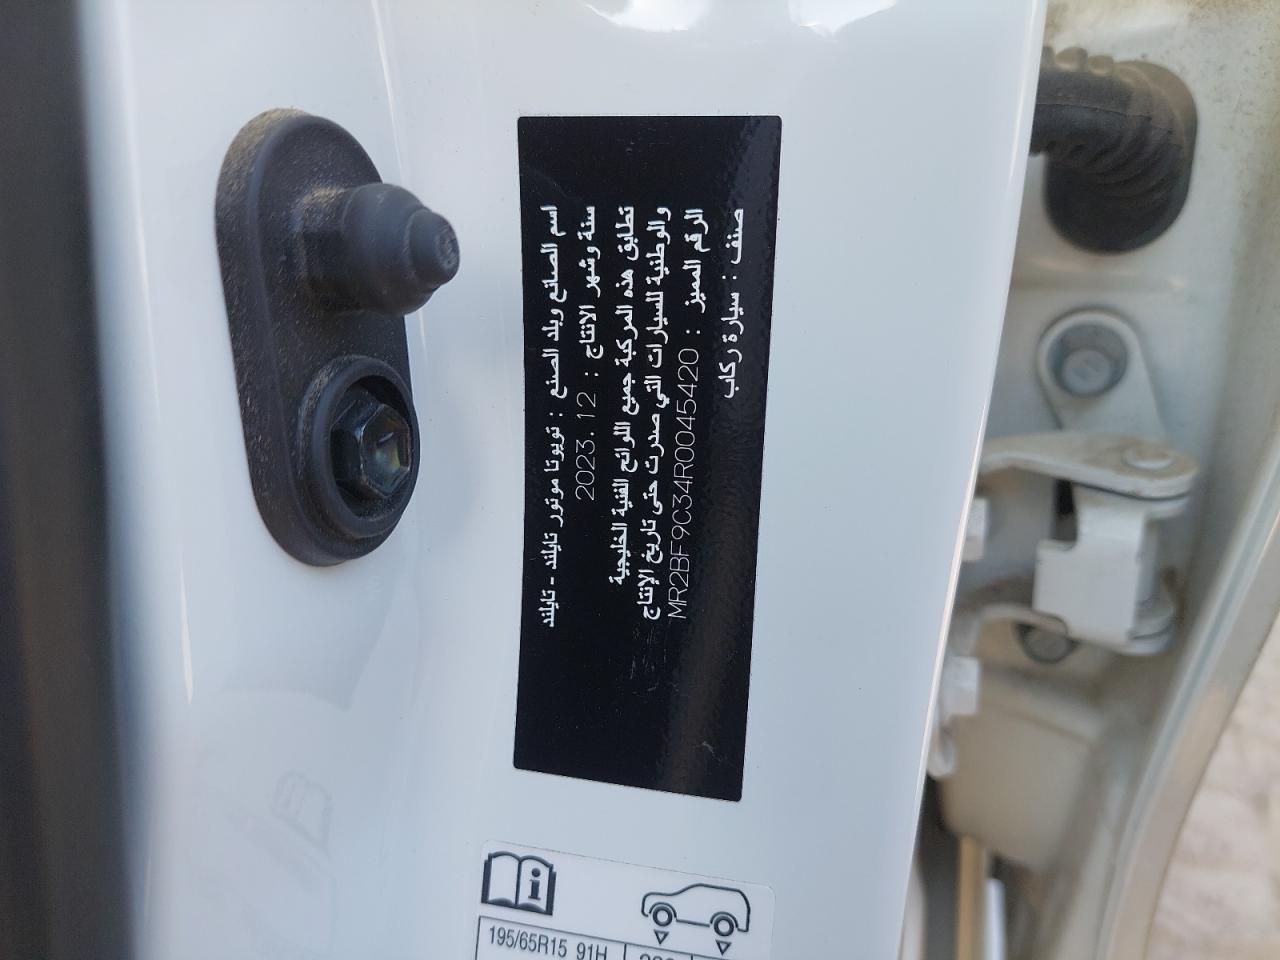 اسم الصانع وبلد الصنع : تويوتا موتور تايلند - تايلند
سنة وشهر الانتاج : 2023.12
تطابق هذه المركبة جميع اللوائح الفنية الخليجية
والوطنية للسيارات التي صدرت حتى تاريخ الإنتاج
الرقم المميز : MR2BF9C34R0045420
صنف : سيارة ركاب
195/65R15 91H